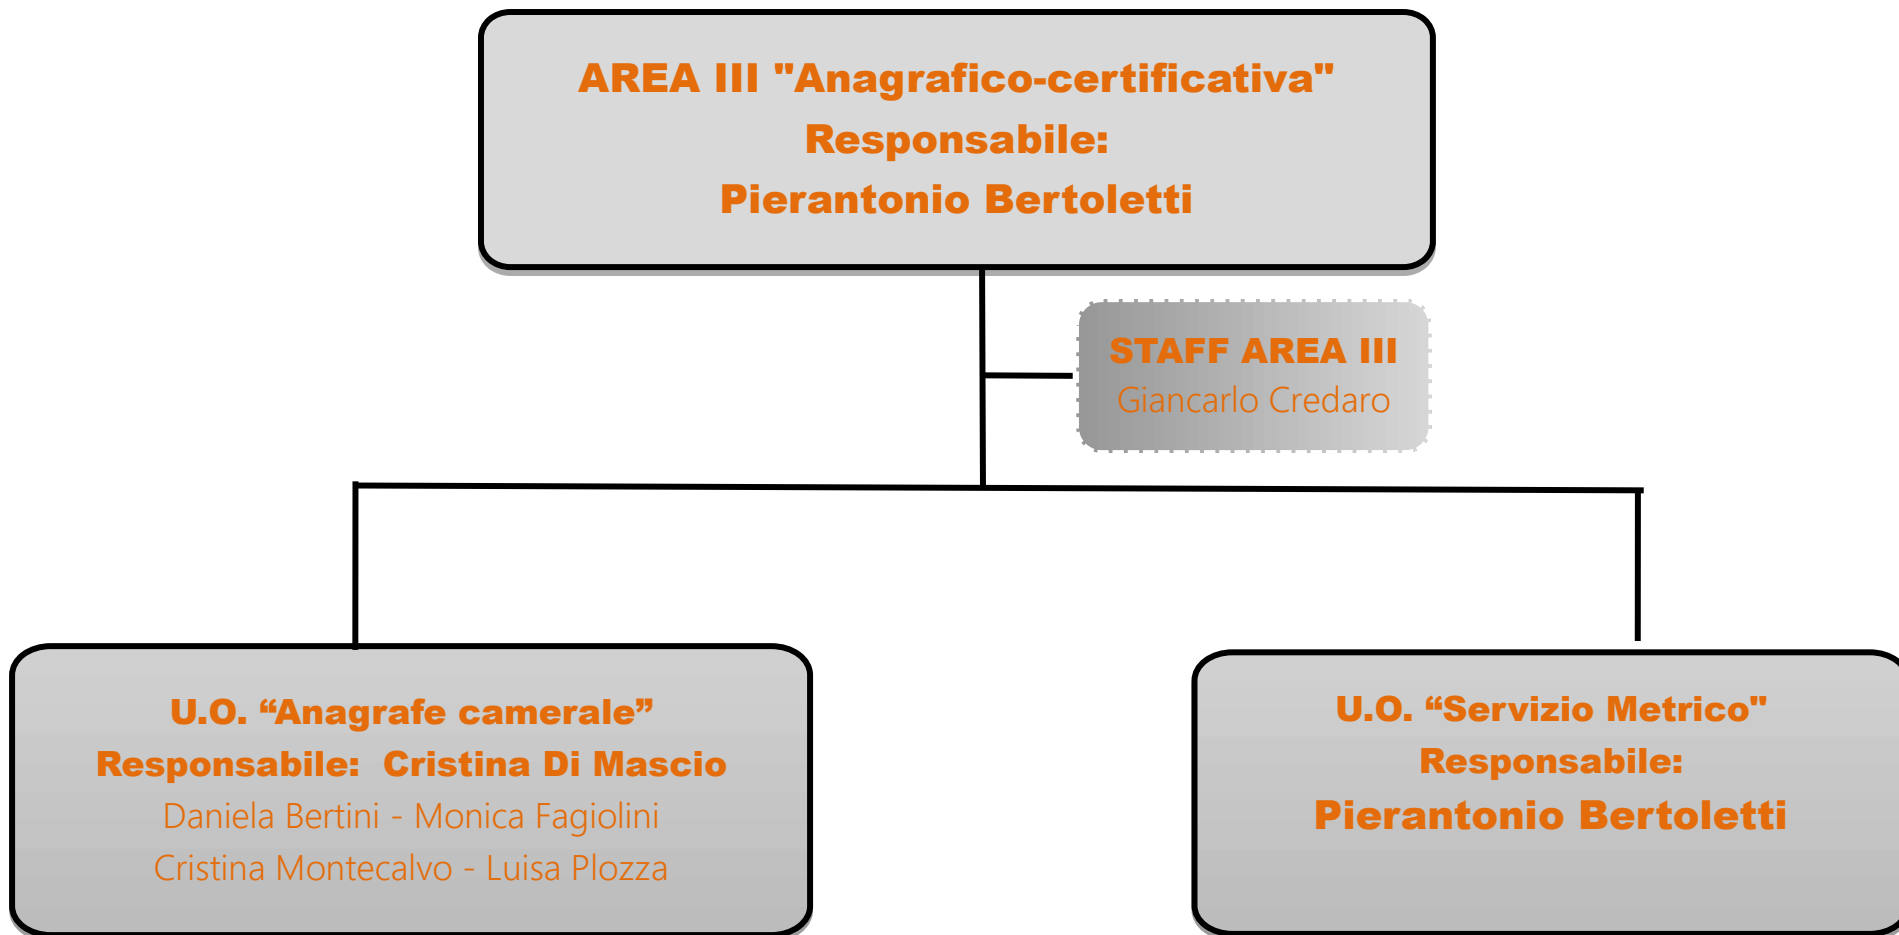 AREA III "Anagrafico-certificativa"
Responsabile:
Pierantonio Bertoletti
STAFF AREA III
Giancarlo Credaro
U.O. “Anagrafe camerale”
Responsabile: Cristina Di Mascio
Daniela Bertini - Monica Fagiolini
Cristina Montecalvo - Luisa Plozza
U.O. “Servizio Metrico"
Responsabile:
Pierantonio Bertoletti